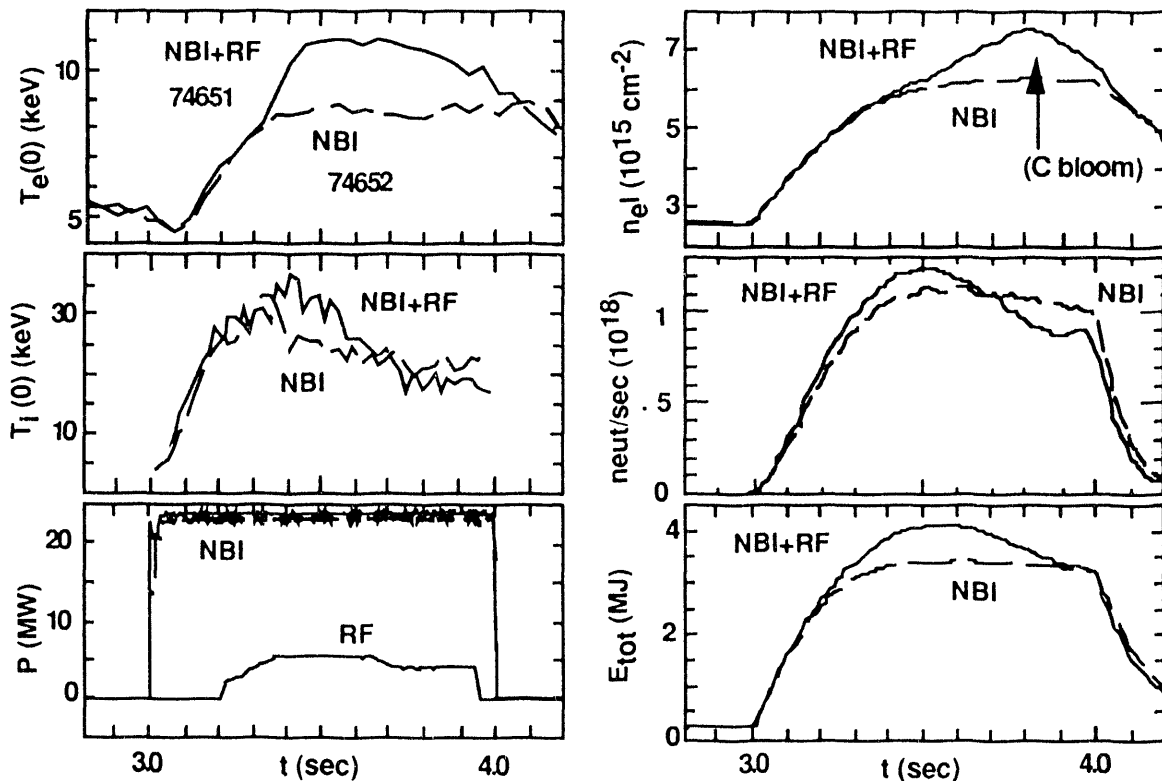 NBI+RF
74651
NBI
74652
T_e(0) (keV)
10
5
NBI+RF
NBI
(C bloom)
n_el (10^15 cm^-2)
7
5
3
NBI+RF
NBI
T_i(0) (keV)
30
10
NBI+RF
NBI
neut/sec (10^18)
1
.5
0
NBI
RF
P (MW)
20
10
0
3.0
t (sec)
4.0
NBI+RF
NBI
E_tot (MJ)
4
2
0
3.0
t (sec)
4.0